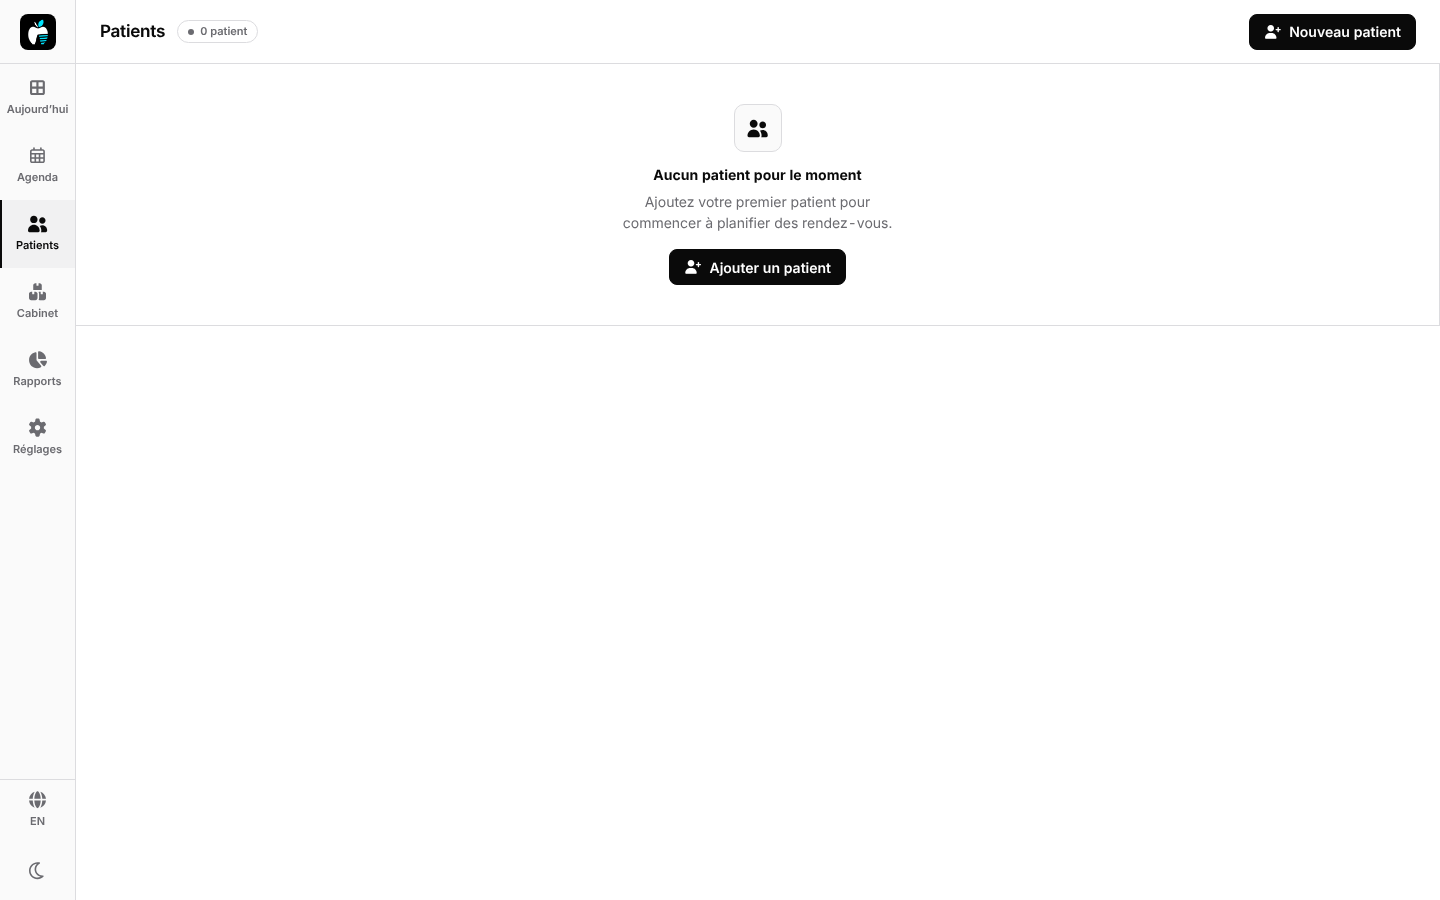 Patients
0 patient
Nouveau patient
Aujourd'hui
Agenda
Patients
Cabinet
Rapports
Réglages
EN
Aucun patient pour le moment
Ajoutez votre premier patient pour
commencer à planifier des rendez-vous.
Ajouter un patient